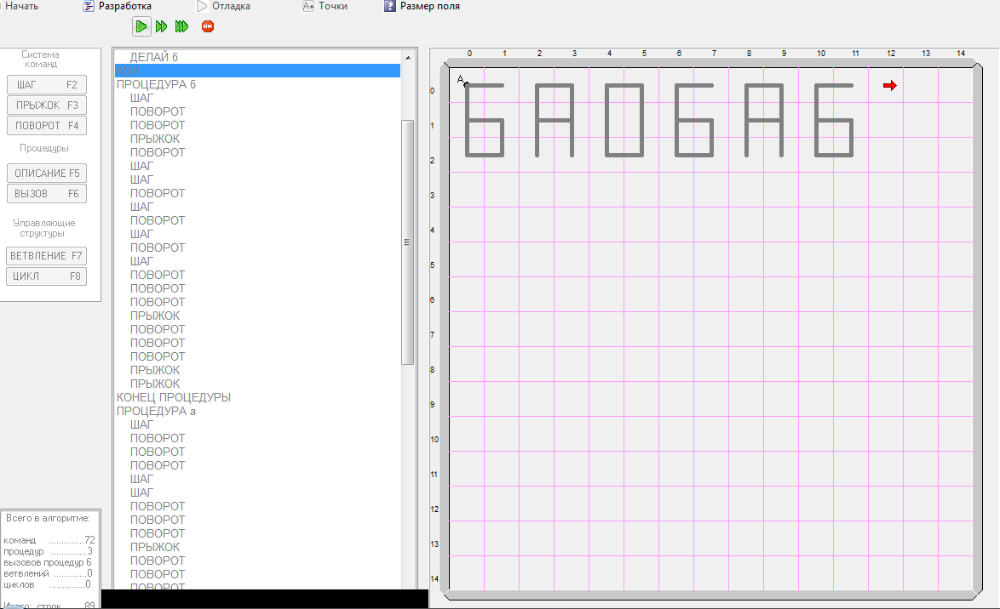 Начать Разработка Отладка Точки Размер поля
STOP
Система
команд
ШАГ F2
ПРЫЖОК F3
ПОВОРОТ F4
Процедуры
ОПИСАНИЕ F5
ВЫЗОВ F6
Управляющие
структуры
ВЕТВЛЕНИЕ F7
ЦИКЛ F8
Всего в алгоритме:
команд .............72
процедур .............3
вызовов процедур 6
ветвлений ............0
циклов .............0
Итого: строк 89
ДЕЛАЙ б
КОН
ПРОЦЕДУРА б
ШАГ
ПОВОРОТ
ПОВОРОТ
ПРЫЖОК
ПОВОРОТ
ШАГ
ШАГ
ПОВОРОТ
ШАГ
ПОВОРОТ
ШАГ
ПОВОРОТ
ШАГ
ПОВОРОТ
ПОВОРОТ
ПОВОРОТ
ПРЫЖОК
ПОВОРОТ
ПОВОРОТ
ПОВОРОТ
ПРЫЖОК
ПРЫЖОК
КОНЕЦ ПРОЦЕДУРЫ
ПРОЦЕДУРА а
ШАГ
ПОВОРОТ
ПОВОРОТ
ПОВОРОТ
ШАГ
ШАГ
ПОВОРОТ
ПОВОРОТ
ПОВОРОТ
ПРЫЖОК
ПОВОРОТ
ПОВОРОТ
ПОВОРОТ
0 1 2 3 4 5 6 7 8 9 10 11 12 13 14
A
БАОБАБ
0
1
2
3
4
5
6
7
8
9
10
11
12
13
14